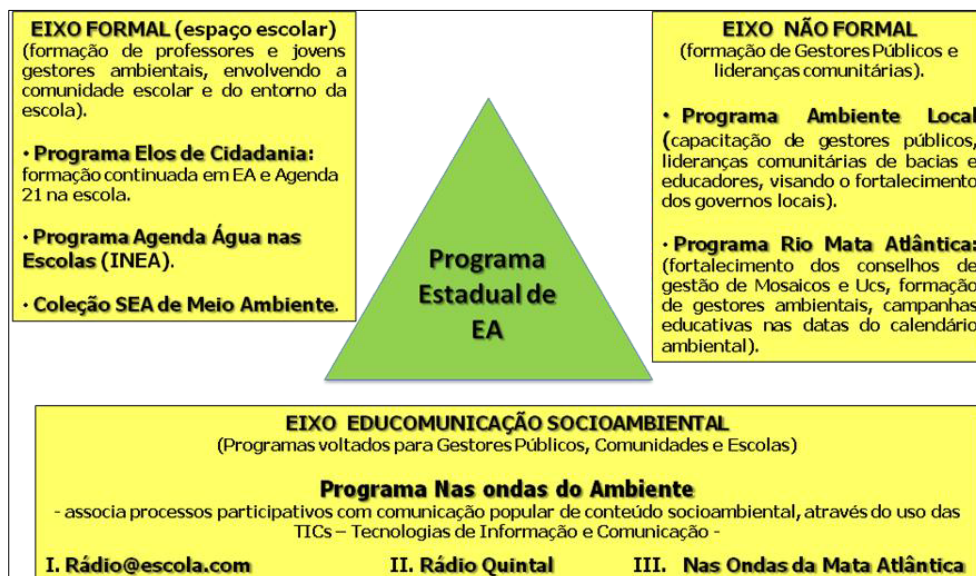 EIXO FORMAL (espaço escolar)
(formação de professores e jovens
gestores ambientais, envolvendo a
comunidade escolar e do entorno da
escola).
· Programa Elos de Cidadania:
formação continuada em EA e Agenda
21 na escola.
· Programa Agenda Água nas
Escolas (INEA).
· Coleção SEA de Meio Ambiente.
EIXO NÃO FORMAL
(formação de Gestores Públicos e
lideranças comunitárias).
• Programa Ambiente Local
(capacitação de gestores públicos,
lideranças comunitárias de bacias e
educadores, visando o fortalecimento
dos governos locais).
· Programa Rio Mata Atlântica:
(fortalecimento dos conselhos de
gestão de Mosaicos e Ucs, formação
de gestores ambientais, campanhas
educativas nas datas do calendário
ambiental).
Programa
Estadual de
EA
EIXO EDUCOMUNICAÇÃO SOCIOAMBIENTAL
(Programas voltados para Gestores Públicos, Comunidades e Escolas)
Programa Nas ondas do Ambiente
- associa processos participativos com comunicação popular de conteúdo socioambiental, através do uso das
TICs – Tecnologias de Informação e Comunicação -
I. Rádio@escola.com II. Rádio Quintal III. Nas Ondas da Mata Atlântica